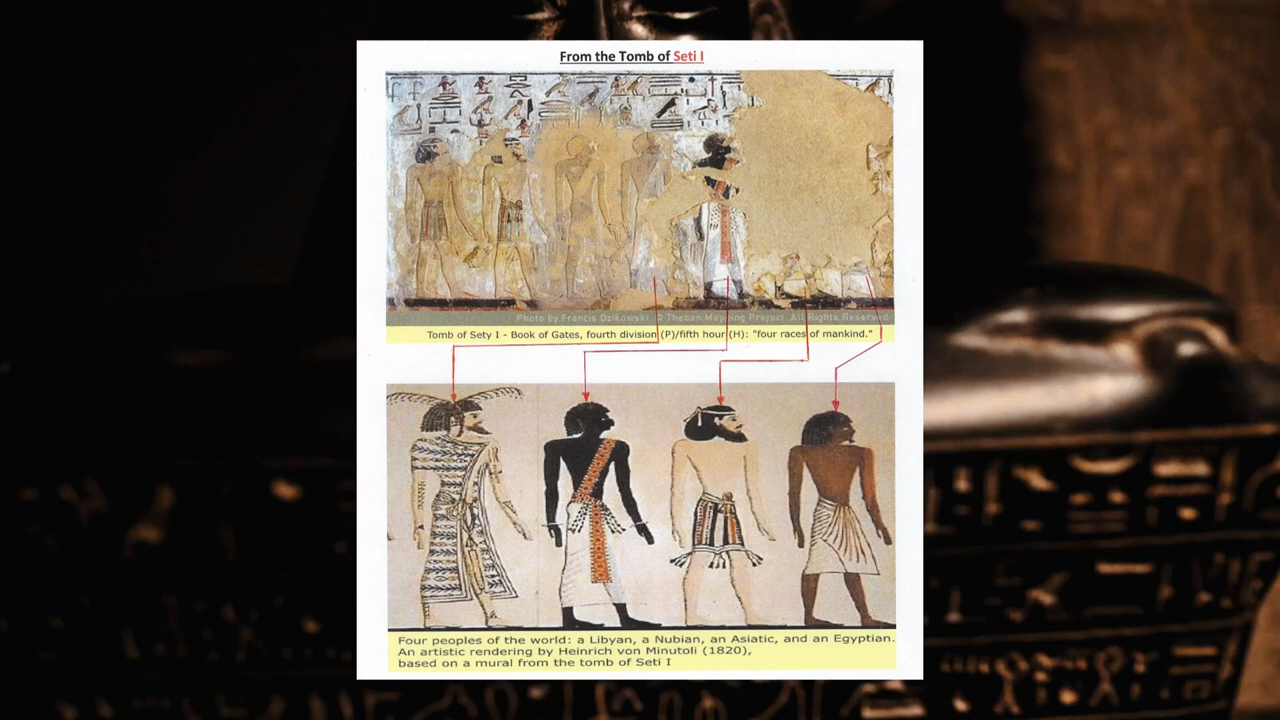 From the Tomb of Seti I
Photo by Francis Dzikowski, © Theban Mapping Project. All Rights Reserved
Tomb of Sety I - Book of Gates, fourth division (P)/fifth hour (H): "four races of mankind."
Four peoples of the world: a Libyan, a Nubian, an Asiatic, and an Egyptian.
An artistic rendering by Heinrich von Minutoli (1820),
based on a mural from the tomb of Seti I